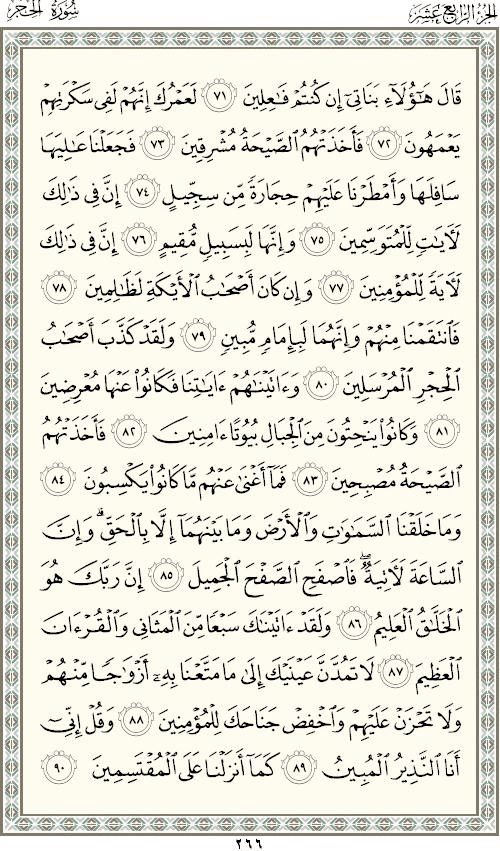 الجزء الرابع عشر
سورة الحجر
قَالَ هَٰٓؤُلَآءِ بَنَاتِىٓ إِن كُنتُمْ فَٰعِلِينَ ٧١ لَعَمْرُكَ إِنَّهُمْ لَفِى سَكْرَتِهِمْ
يَعْمَهُونَ ٧٢ فَأَخَذَتْهُمُ ٱلصَّيْحَةُ مُشْرِقِينَ ٧٣ فَجَعَلْنَا عَٰلِيَهَا
سَافِلَهَا وَأَمْطَرْنَا عَلَيْهِمْ حِجَارَةً مِّن سِجِّيلٍ ٧٤ إِنَّ فِى ذَٰلِكَ
لَءَايَٰتٍ لِّلْمُتَوَسِّمِينَ ٧٥ وَإِنَّهَا لَبِسَبِيلٍ مُّقِيمٍ ٧٦ إِنَّ فِى ذَٰلِكَ
لَءَايَةً لِّلْمُؤْمِنِينَ ٧٧ وَإِن كَانَ أَصْحَٰبُ ٱلْأَيْكَةِ لَظَٰلِمِينَ ٧٨
فَٱنتَقَمْنَا مِنْهُمْ وَإِنَّهُمَا لَبِإِمَامٍ مُّبِينٍ ٧٩ وَلَقَدْ كَذَّبَ أَصْحَٰبُ
ٱلْحِجْرِ ٱلْمُرْسَلِينَ ٨٠ وَءَاتَيْنَٰهُمْ ءَايَٰتِنَا فَكَانُوا۟ عَنْهَا مُعْرِضِينَ
٨١ وَكَانُوا۟ يَنْحِتُونَ مِنَ ٱلْجِبَالِ بُيُوتًا ءَامِنِينَ ٨٢ فَأَخَذَتْهُمُ
ٱلصَّيْحَةُ مُصْبِحِينَ ٨٣ فَمَآ أَغْنَىٰ عَنْهُم مَّا كَانُوا۟ يَكْسِبُونَ ٨٤
وَمَا خَلَقْنَا ٱلسَّمَٰوَٰتِ وَٱلْأَرْضَ وَمَا بَيْنَهُمَآ إِلَّا بِٱلْحَقِّ ۗ وَإِنَّ
ٱلسَّاعَةَ لَءَاتِيَةٌ ۖ فَٱصْفَحِ ٱلصَّفْحَ ٱلْجَمِيلَ ٨٥ إِنَّ رَبَّكَ هُوَ
ٱلْخَلَّٰقُ ٱلْعَلِيمُ ٨٦ وَلَقَدْ ءَاتَيْنَٰكَ سَبْعًا مِّنَ ٱلْمَثَانِى وَٱلْقُرْءَانَ
ٱلْعَظِيمَ ٨٧ لَا تَمُدَّنَّ عَيْنَيْكَ إِلَىٰ مَا مَتَّعْنَا بِهِۦٓ أَزْوَٰجًا مِّنْهُمْ
وَلَا تَحْزَنْ عَلَيْهِمْ وَٱخْفِضْ جَنَاحَكَ لِلْمُؤْمِنِينَ ٨٨ وَقُلْ إِنِّىٓ
أَنَا ٱلنَّذِيرُ ٱلْمُبِينُ ٨٩ كَمَآ أَنزَلْنَا عَلَى ٱلْمُقْتَسِمِينَ ٩٠
٢٦٦